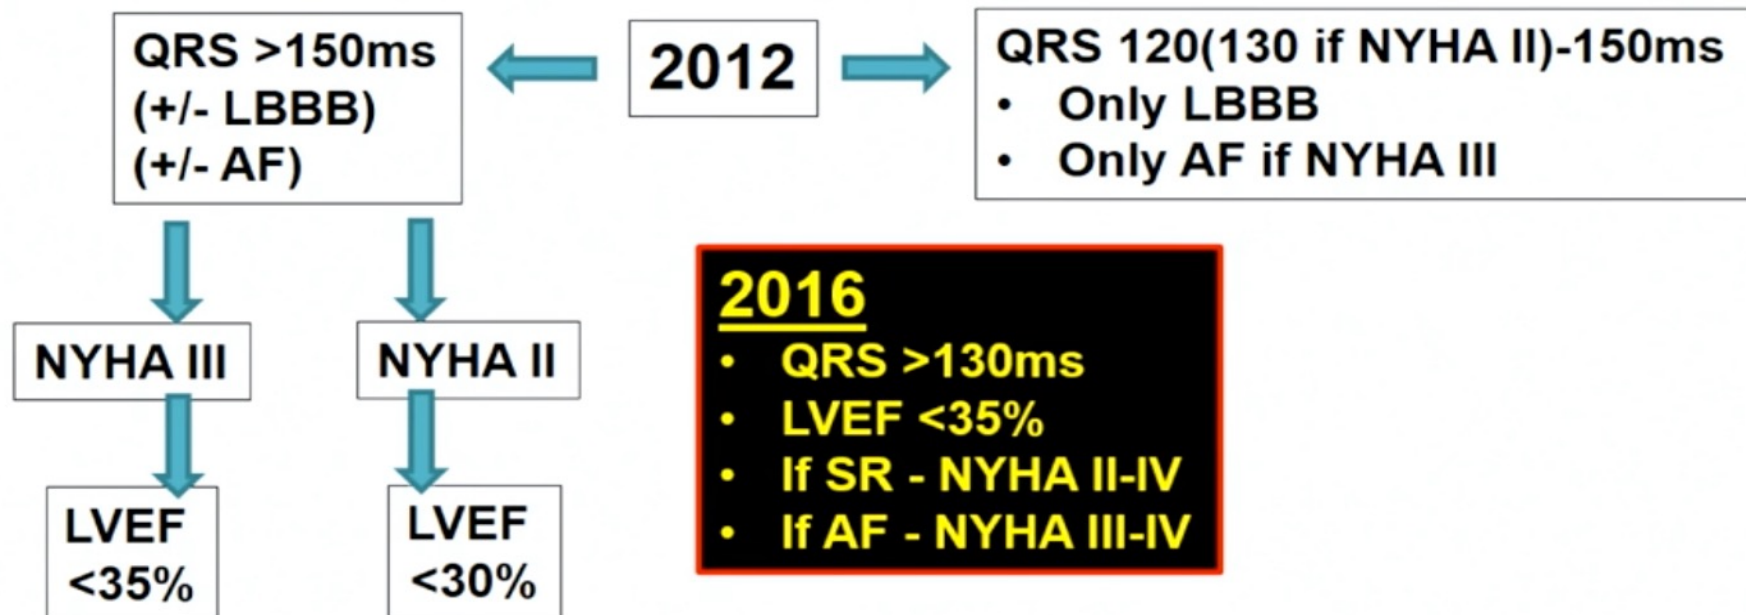 QRS >150ms
(+/- LBBB)
(+/- AF)
2012
QRS 120(130 if NYHA II)-150ms
• Only LBBB
• Only AF if NYHA III
NYHA III
NYHA II
LVEF
<35%
LVEF
<30%
2016
• QRS >130ms
• LVEF <35%
• If SR - NYHA II-IV
• If AF - NYHA III-IV